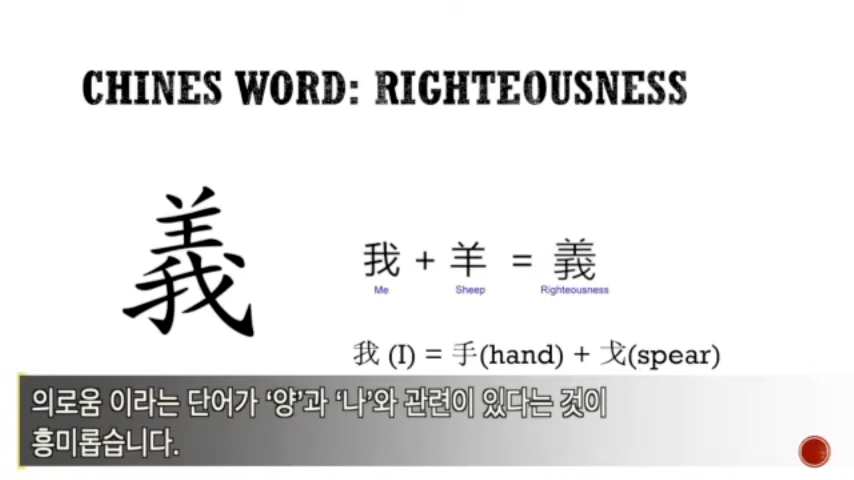 CHINES WORD: RIGHTEOUSNESS
義
我 + 羊 = 義
Me Sheep Righteousness
我 (I) = 手(hand) + 戈(spear)
의로움 이라는 단어가 ‘양’과 ‘나’와 관련이 있다는 것이
흥미롭습니다.